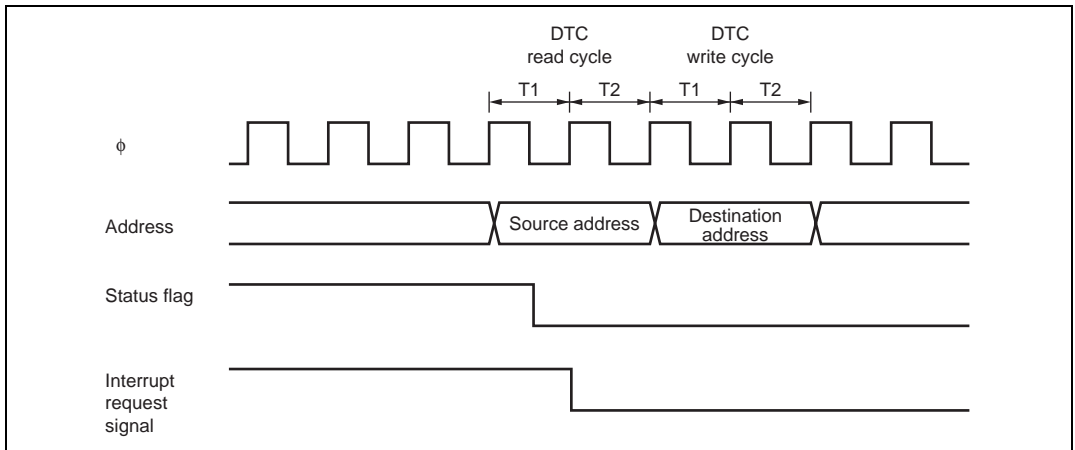 DTC
read cycle
DTC
write cycle
T1
T2
T1
T2
ϕ
Address
Source address
Destination
address
Status flag
Interrupt
request
signal